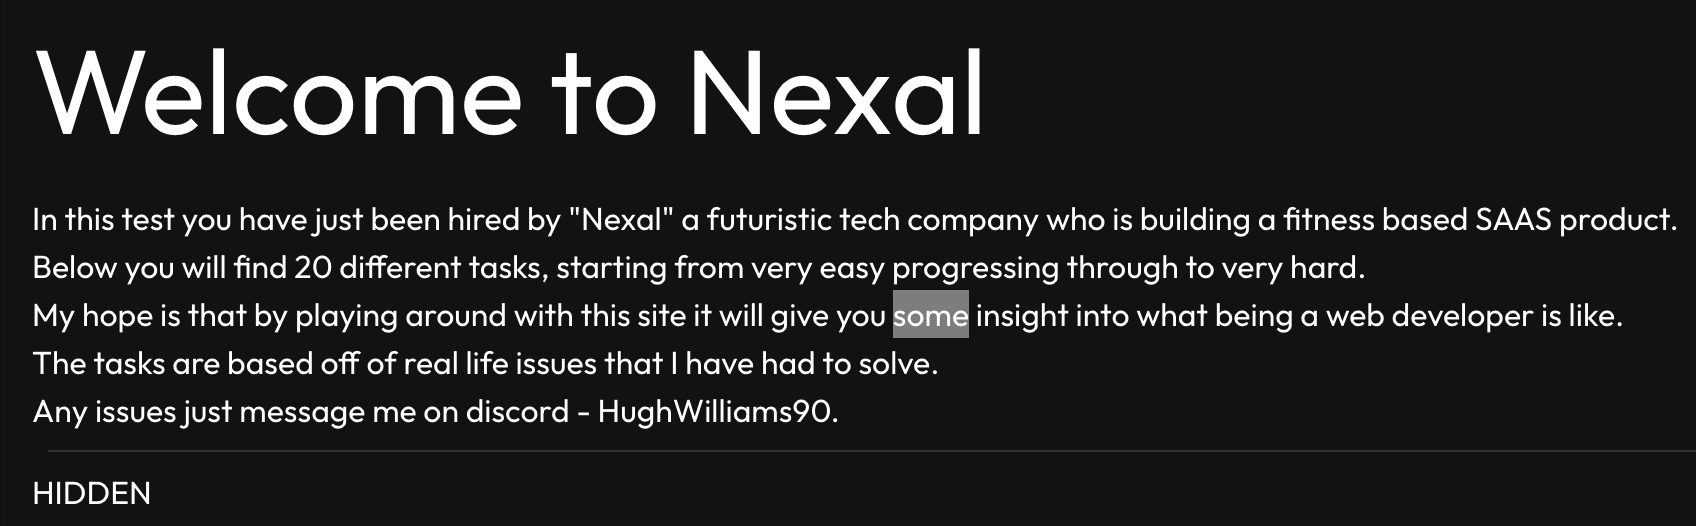 Welcome to Nexal
In this test you have just been hired by "Nexal" a futuristic tech company who is building a fitness based SAAS product.
Below you will find 20 different tasks, starting from very easy progressing through to very hard.
My hope is that by playing around with this site it will give you some insight into what being a web developer is like.
The tasks are based off of real life issues that I have had to solve.
Any issues just message me on discord - HughWilliams90.
HIDDEN